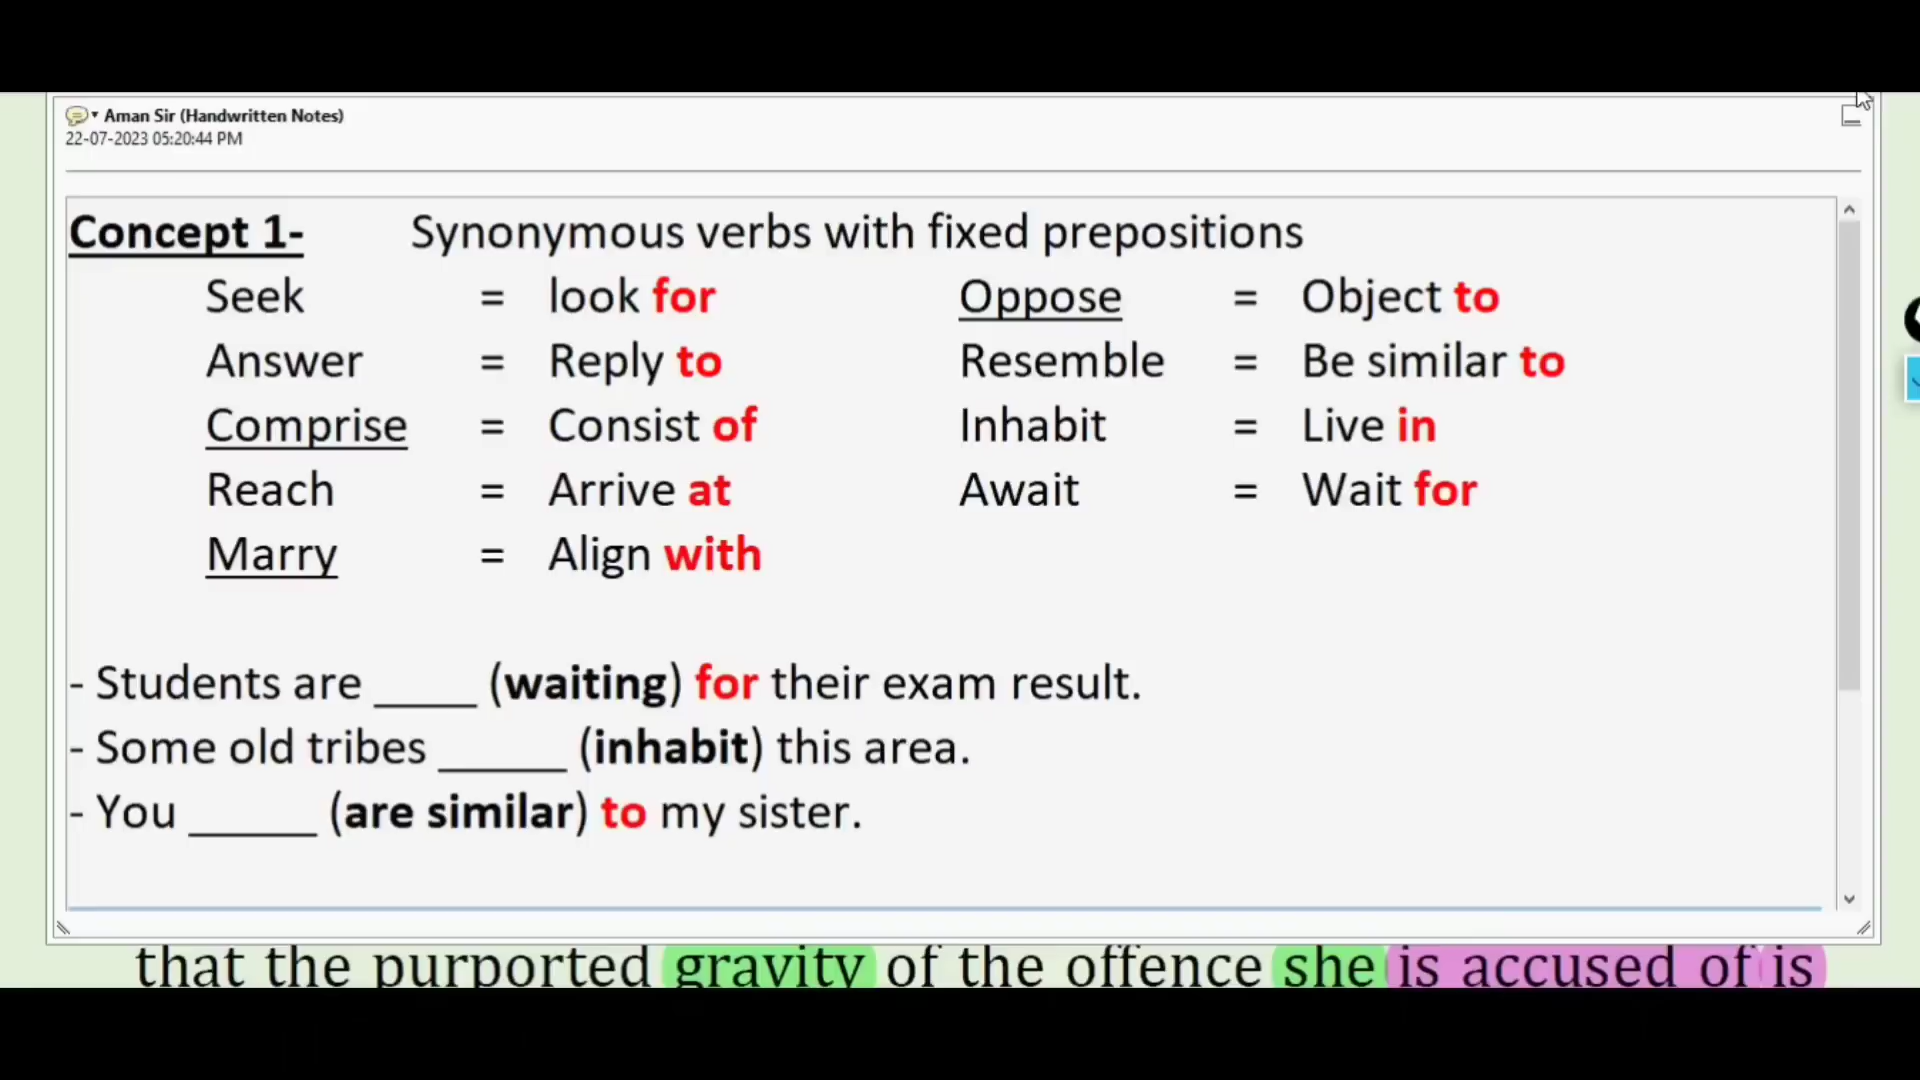 Aman Sir (Handwritten Notes)
22-07-2023 05:20:44 PM
Concept 1- Synonymous verbs with fixed prepositions
Seek = look for Oppose = Object to
Answer = Reply to Resemble = Be similar to
Comprise = Consist of Inhabit = Live in
Reach = Arrive at Await = Wait for
Marry = Align with
- Students are ____ (waiting) for their exam result.
- Some old tribes _____ (inhabit) this area.
- You _____ (are similar) to my sister.
that the purported gravity of the offence she is accused of is